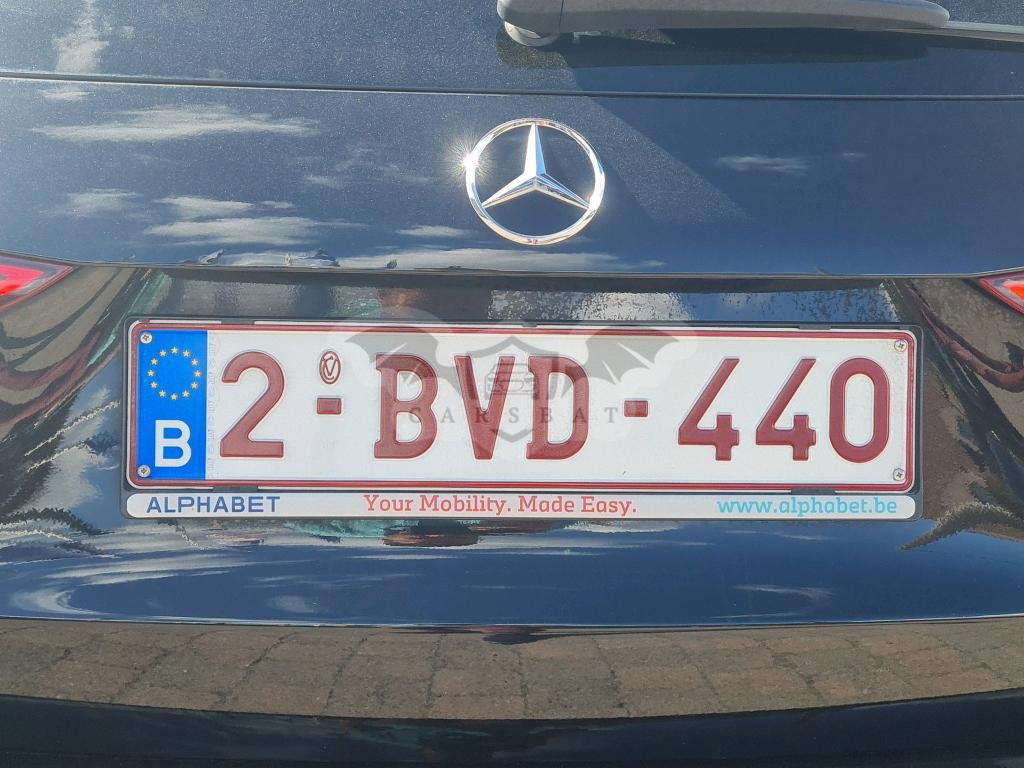 B 2-BVD-440
CARSBAT
ALPHABET Your Mobility. Made Easy. www.alphabet.be